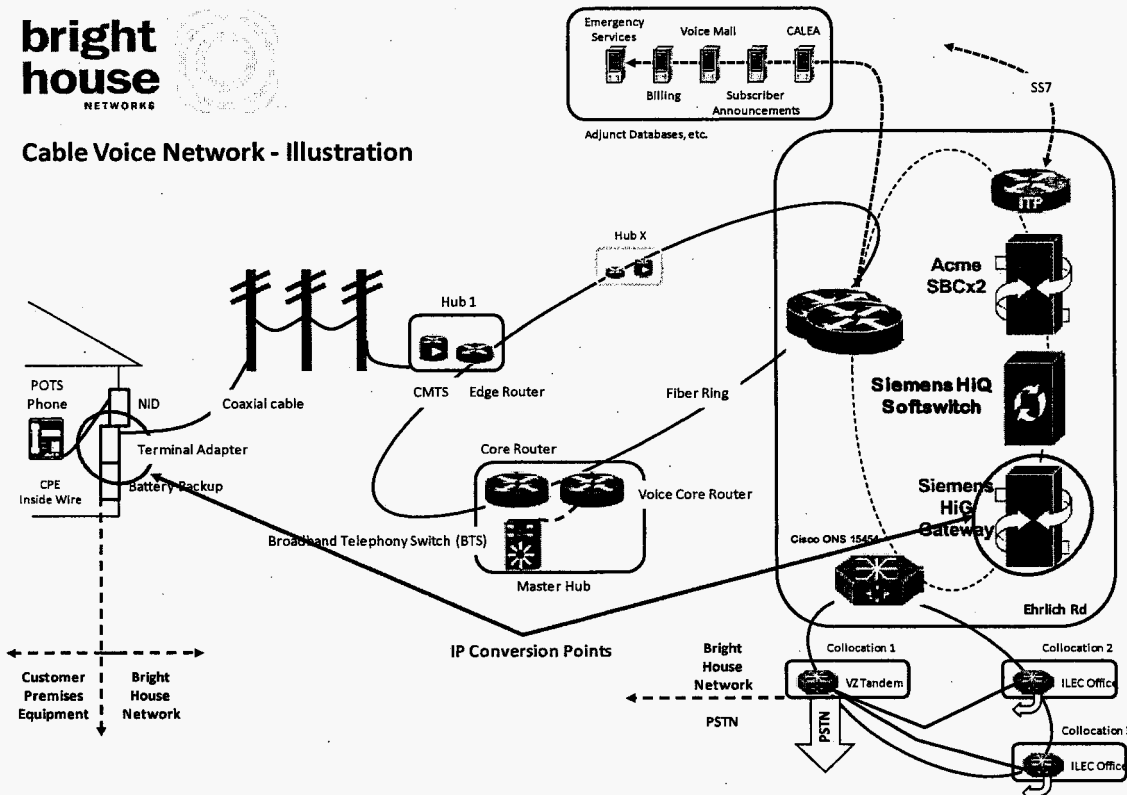 bright
house
NETWORKS
Cable Voice Network - Illustration
Emergency
Services
Voice Mail
CALEA
Billing
Subscriber
Announcements
Adjunct Databases, etc.
SS7
ITP
Acme
SBCx2
Siemens HiQ
Softswitch
Siemens
HiG
Gateway
Cisco ONS 15454
Ehrlich Rd
Hub X
Hub 1
CMTS
Edge Router
Fiber Ring
POTS
Phone
NID
Coaxial cable
Terminal Adapter
CPE
Inside Wire
Battery Backup
Core Router
Voice Core Router
Broadband Telephony Switch (BTS)
Master Hub
IP Conversion Points
Customer
Premises
Equipment
Bright
House
Network
Bright
House
Network
PSTN
Collocation 1
VZ Tandem
PSTN
Collocation 2
ILEC Office
Collocation
ILEC Office